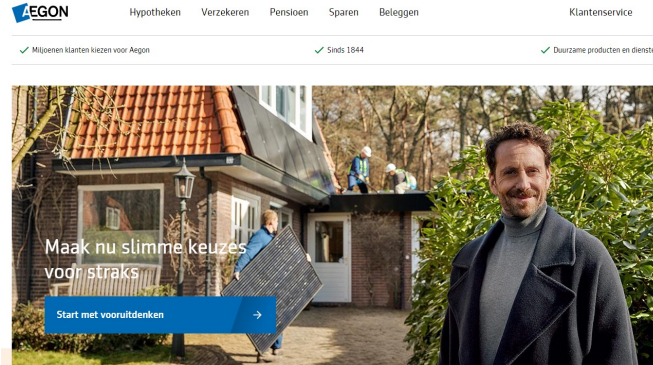 AEGON
Hypotheken Verzekeren Pensioen Sparen Beleggen Klantenservice
Miljoenen klanten kiezen voor Aegon Sinds 1844 Duurzame producten en dienste
Maak nu slimme keuzes
voor straks
Start met vooruitdenken